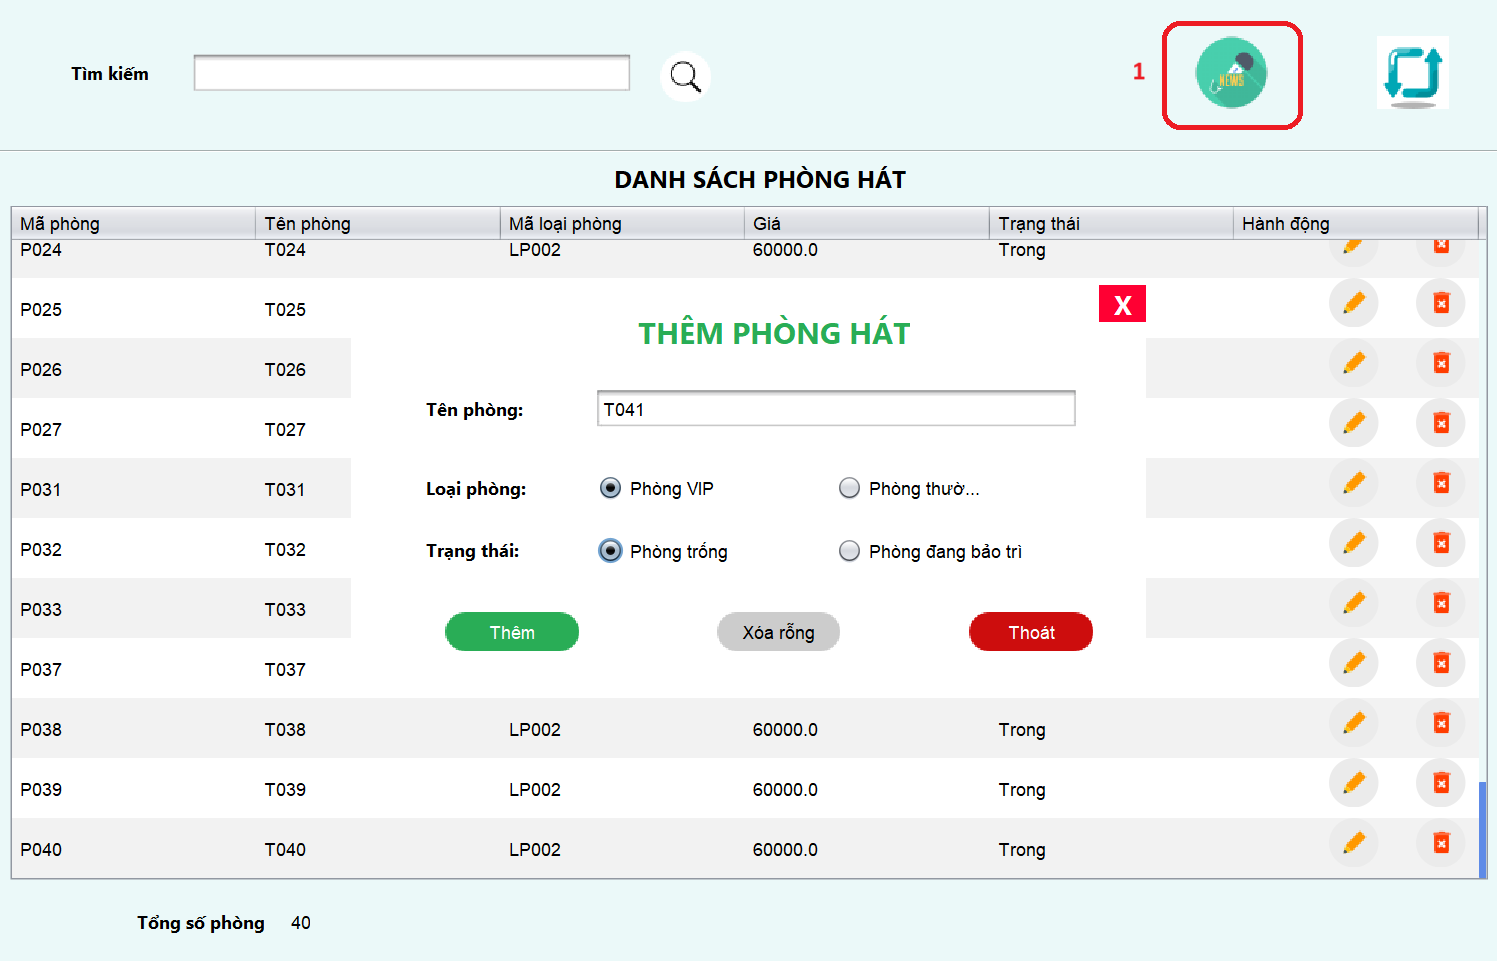 Tìm kiếm
1
NEWS
DANH SÁCH PHÒNG HÁT
Mã phòng Tên phòng Mã loại phòng Giá Trạng thái Hành động
P024 T024 LP002 60000.0 Trong
P025 T025
X
THÊM PHÒNG HÁT
P026 T026
Tên phòng: T041
P027 T027
Loại phòng: Phòng VIP Phòng thườ...
P031 T031
Trạng thái: Phòng trống Phòng đang bảo trì
P032 T032
P033 T033
Thêm Xóa rỗng Thoát
P037 T037
P038 T038 LP002 60000.0 Trong
P039 T039 LP002 60000.0 Trong
P040 T040 LP002 60000.0 Trong
Tổng số phòng 40